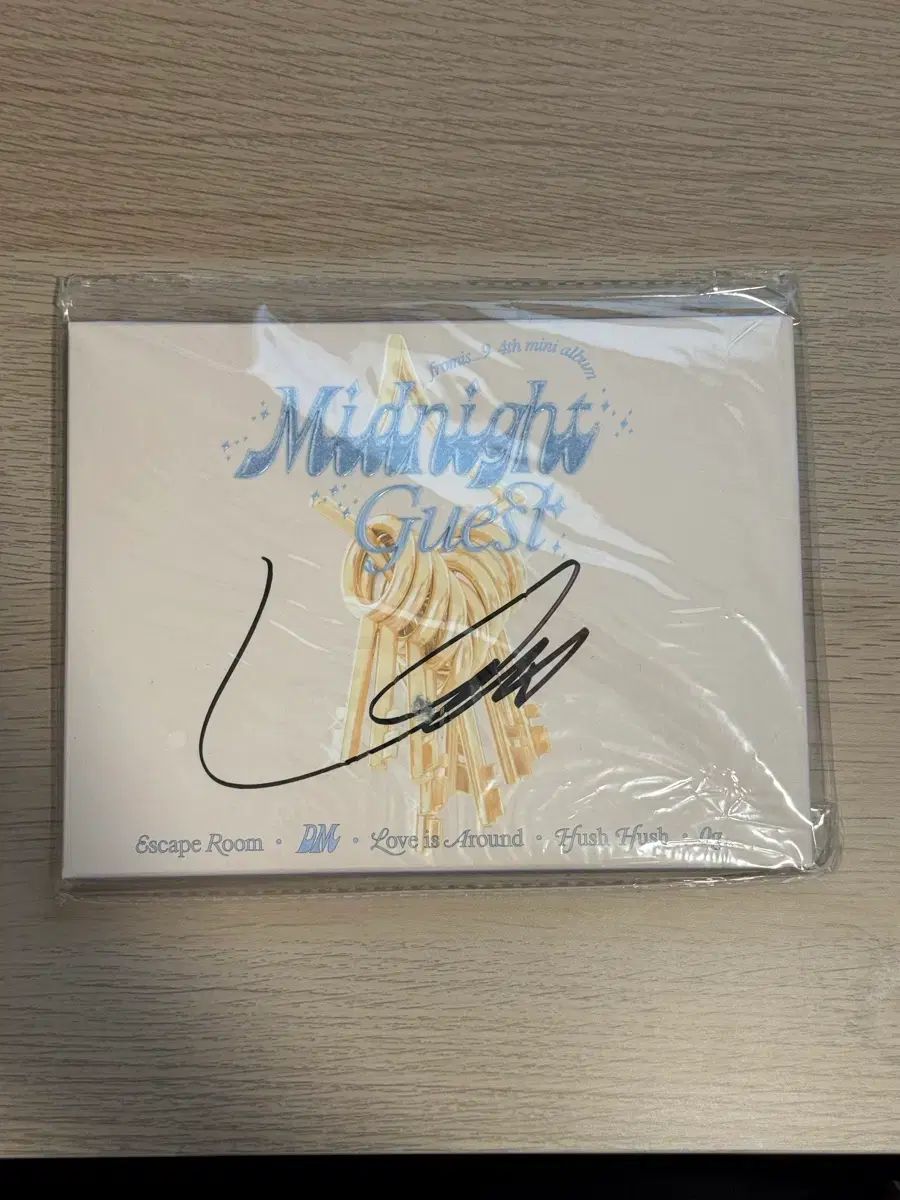 fromis_9 4th mini album
Midnight
Guest
Escape Room · DM · Love is Around · Hush Hush · 0g